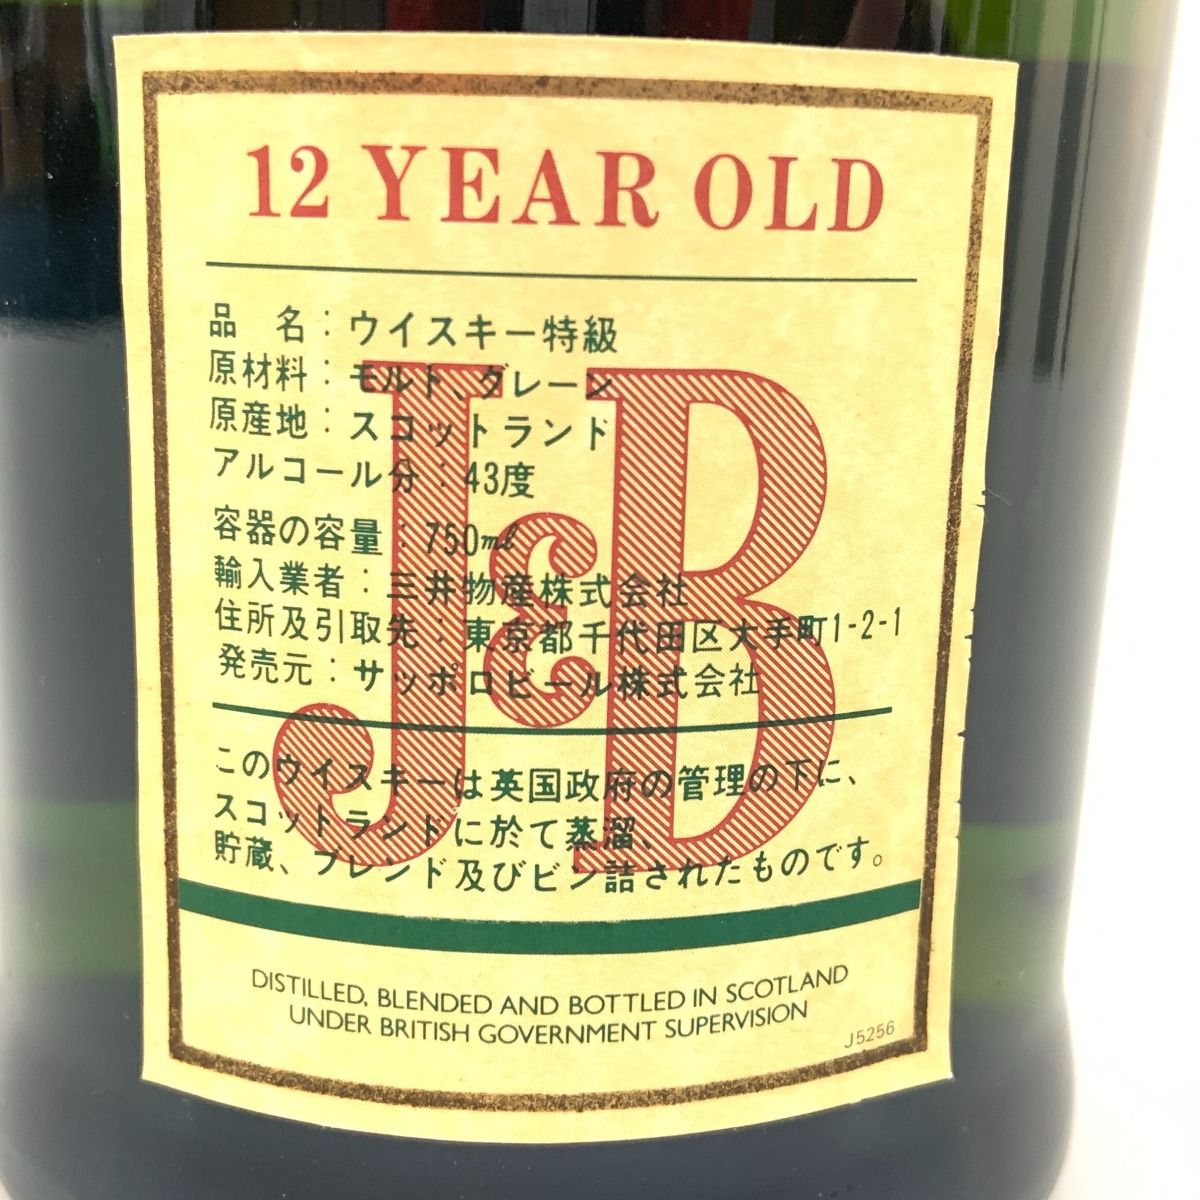 12 YEAR OLD
品 名：ウイスキー特級
原材料：モルト、グレーン
原産地：スコットランド
アルコール分：43度
容器の容量：750ml
輸入業者：三井物産株式会社
住所及引取先：東京都千代田区大手町1-2-1
発売元：サッポロビール株式会社
J&B
このウイスキーは英国政府の管理の下に、
スコットランドに於て蒸溜、
貯蔵、ブレンド及びビン詰されたものです。
DISTILLED, BLENDED AND BOTTLED IN SCOTLAND
UNDER BRITISH GOVERNMENT SUPERVISION
J5256